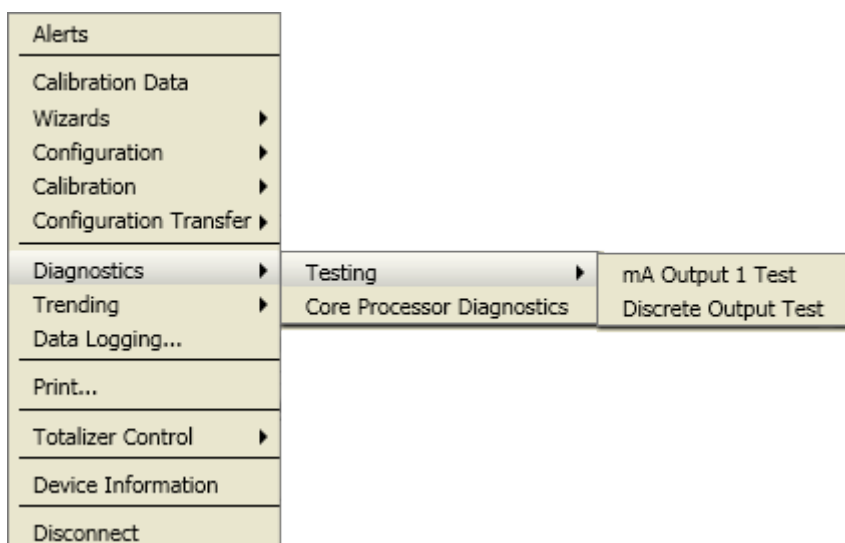 Alerts
Calibration Data
Wizards
Configuration
Calibration
Configuration Transfer
Diagnostics
Trending
Data Logging...
Print...
Totalizer Control
Device Information
Disconnect
Testing
Core Processor Diagnostics
mA Output 1 Test
Discrete Output Test